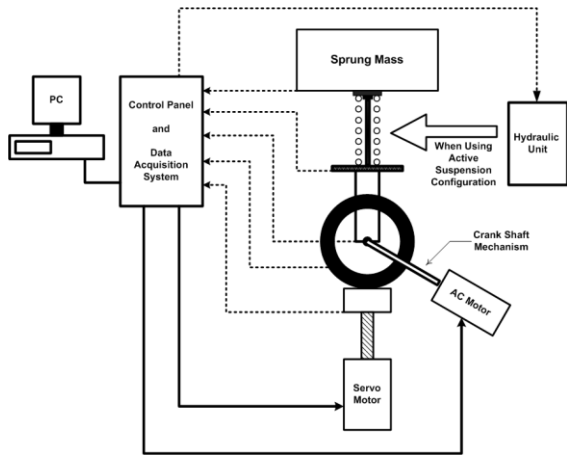 Sprung Mass
PC
Control Panel
and
Data
Acquisition
System
Hydraulic
Unit
When Using
Active
Suspension
Configuration
Crank Shaft
Mechanism
AC Motor
Servo
Motor